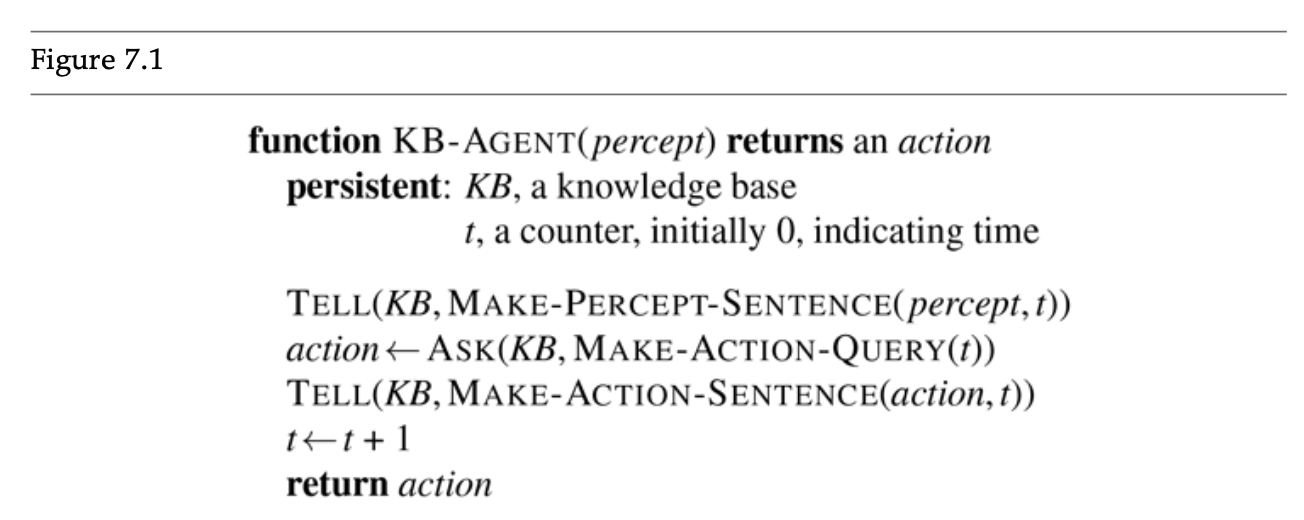 Figure 7.1
function KB-AGENT(percept) returns an action
persistent: KB, a knowledge base
t, a counter, initially 0, indicating time
TELL(KB, MAKE-PERCEPT-SENTENCE(percept, t))
action ← ASK(KB, MAKE-ACTION-QUERY(t))
TELL(KB, MAKE-ACTION-SENTENCE(action, t))
t ← t + 1
return action